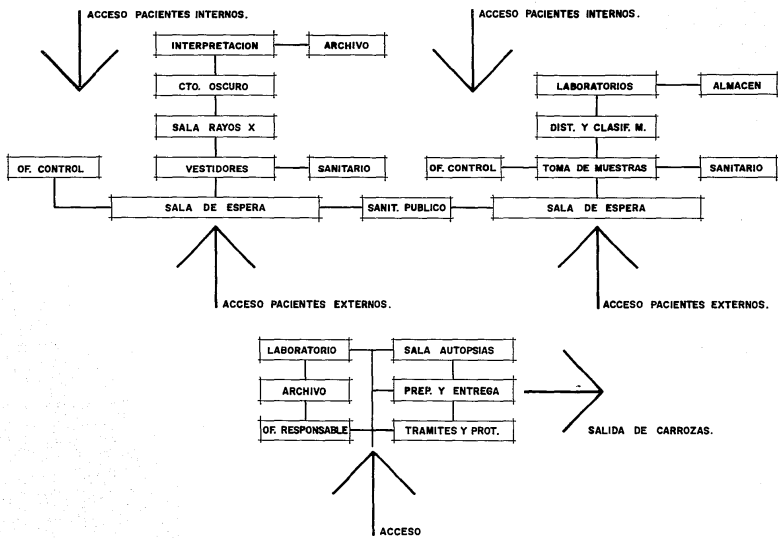 ACCESO PACIENTES INTERNOS.
ACCESO PACIENTES INTERNOS.
INTERPRETACION
ARCHIVO
CTO. OSCURO
LABORATORIOS
ALMACEN
SALA RAYOS X
DIST. Y CLASIF. M.
OF. CONTROL
VESTIDORES
SANITARIO
OF. CONTROL
TOMA DE MUESTRAS
SANITARIO
SALA DE ESPERA
SANIT. PUBLICO
SALA DE ESPERA
ACCESO PACIENTES EXTERNOS.
ACCESO PACIENTES EXTERNOS.
LABORATORIO
SALA AUTOPSIAS
ARCHIVO
PREP. Y ENTREGA
OF. RESPONSABLE
TRAMITES Y PROT.
SALIDA DE CARROZAS.
ACCESO